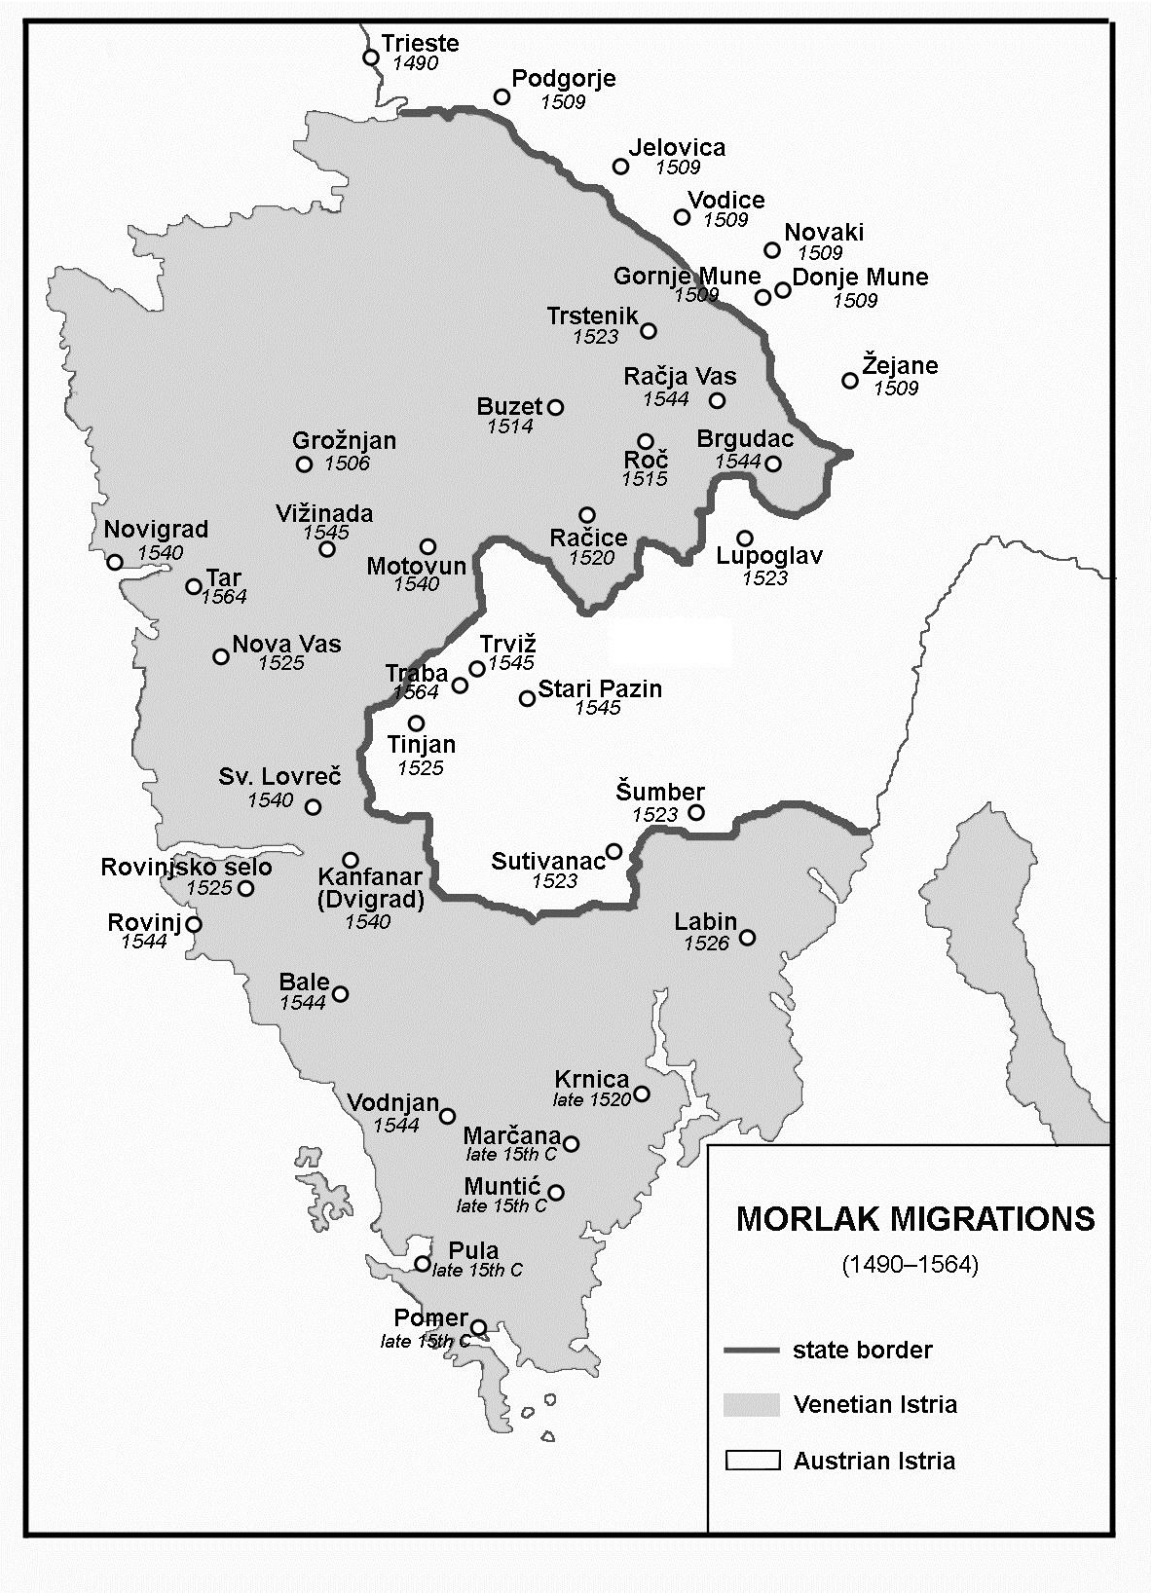 Trieste
1490
Podgorje
1509
Jelovica
1509
Vodice
1509
Novaki
1509
Gornje Mune
1509
Donje Mune
1509
Trstenik
1523
Žejane
1509
Račja Vas
1544
Buzet
1514
Grožnjan
1506
Roč
1515
Brgudac
1544
Vižinada
1545
Novigrad
1540
Motovun
1540
Račice
1520
Lupoglav
1523
Tar
1564
Nova Vas
1525
Trviž
1545
Traba
1564
Stari Pazin
1545
Tinjan
1525
Sv. Lovreč
1540
Šumber
1523
Rovinjsko selo
1525
Kanfanar
(Dvigrad)
1540
Sutivanac
1523
Rovinj
1544
Labin
1526
Bale
1544
Krnica
late 1520
Vodnjan
1544
Marčana
late 15th C
Muntić
late 15th C
Pula
late 15th C
Pomer
late 15th C
MORLAK MIGRATIONS
(1490–1564)
state border
Venetian Istria
Austrian Istria